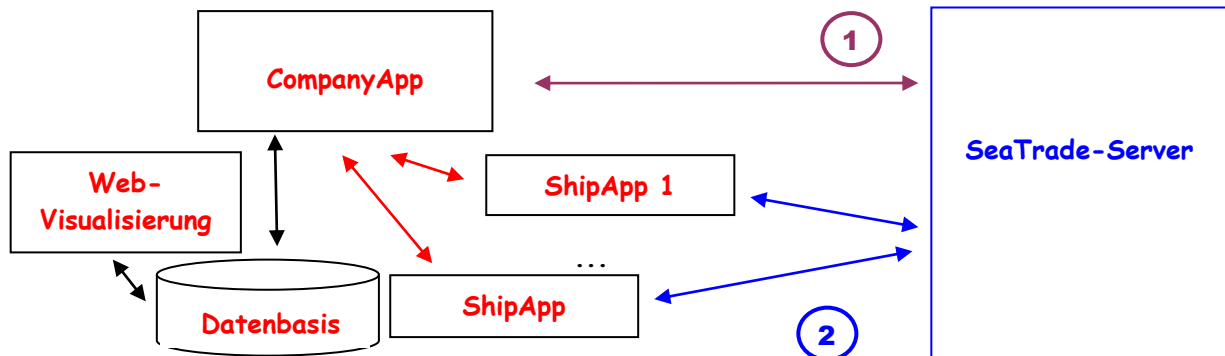 1
CompanyApp
SeaTrade-Server
Web-
Visualisierung
ShipApp 1
...
ShipApp
Datenbasis
2